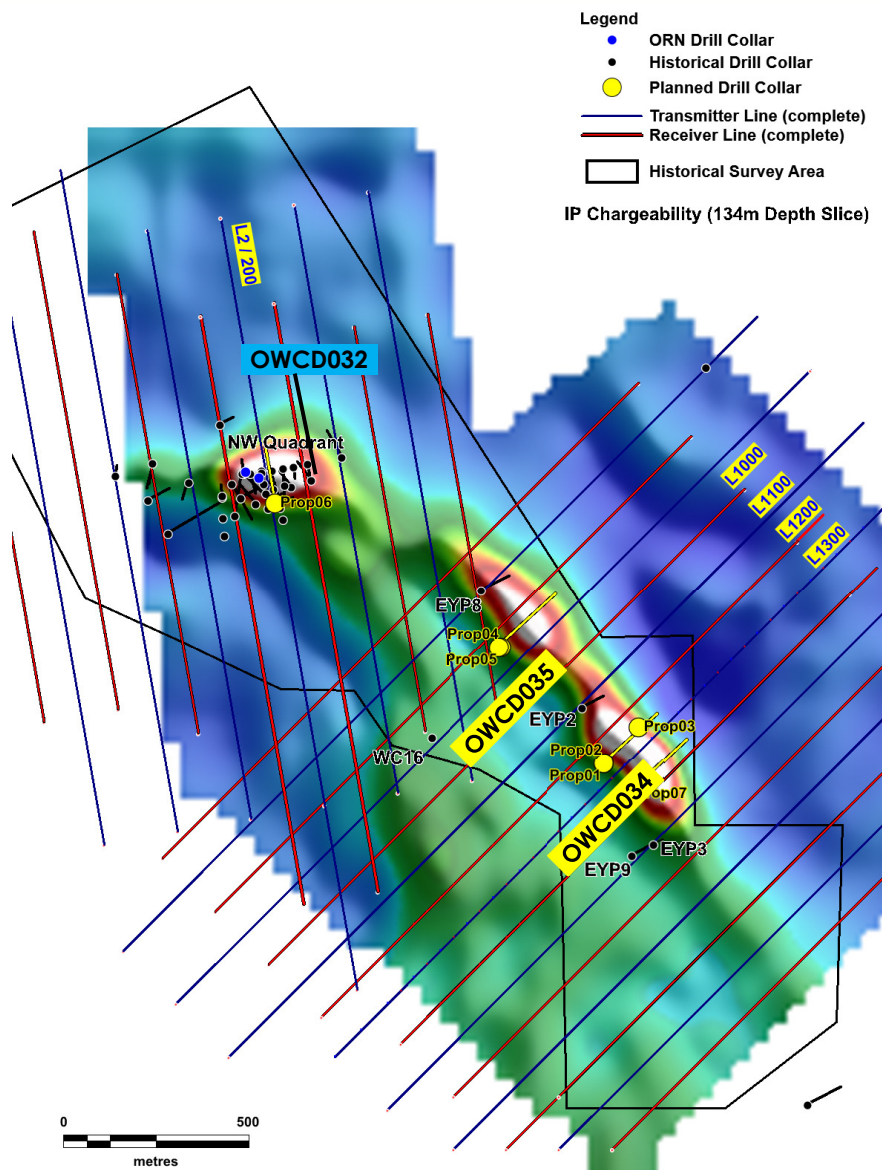 Legend
ORN Drill Collar
Historical Drill Collar
Planned Drill Collar
Transmitter Line (complete)
Receiver Line (complete)
Historical Survey Area
IP Chargeability (134m Depth Slice)
L2 / 200
OWCD032
NW Quadrant
Prop06
L1000
L1100
L1200
L1300
EYP8
Prop04
Prop05
OWCD035
EYP2
Prop03
WC16
Prop02
Prop01
Prop07
OWCD034
EYP3
EYP9
0 500
metres